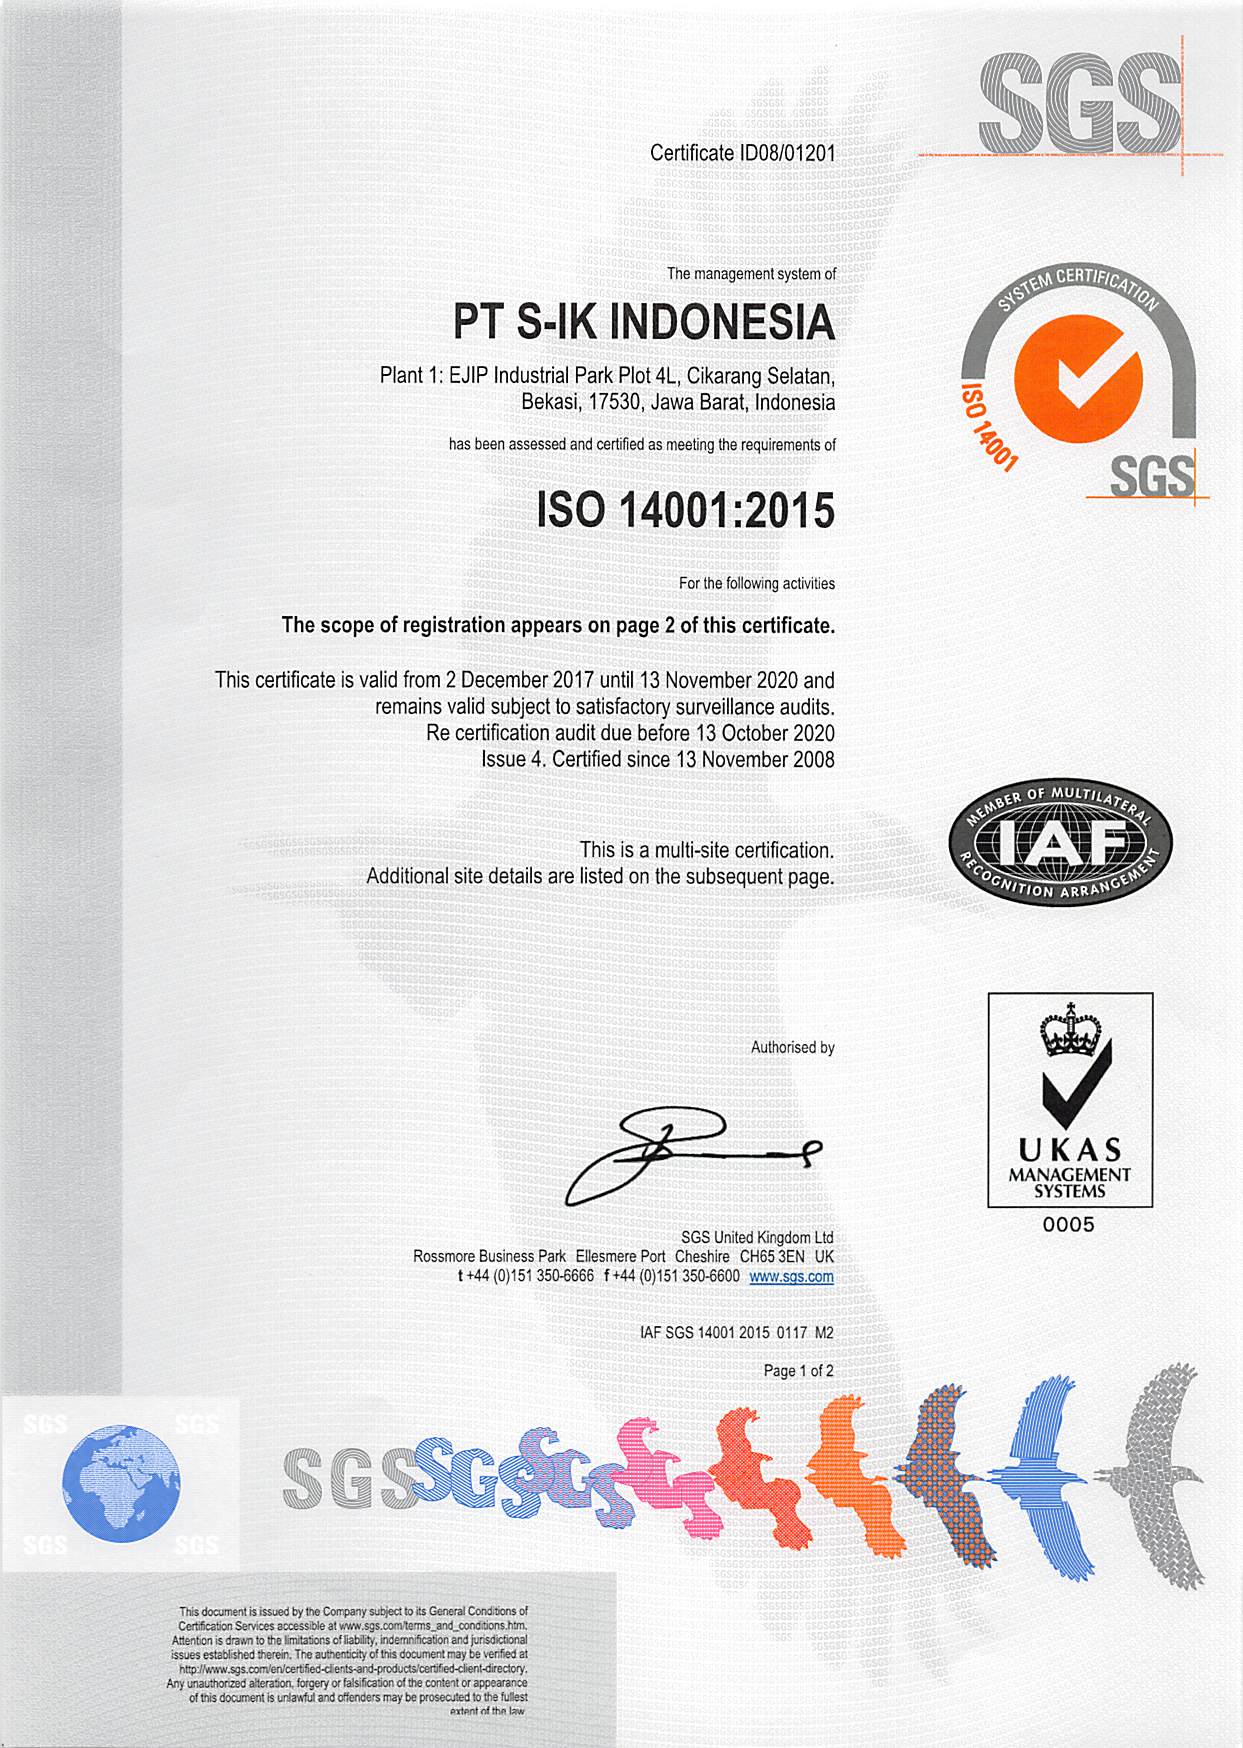 SGS
Certificate ID08/01201
The management system of
PT S-IK INDONESIA
Plant 1: EJIP Industrial Park Plot 4L, Cikarang Selatan,
Bekasi, 17530, Jawa Barat, Indonesia
has been assessed and certified as meeting the requirements of
SYSTEM CERTIFICATION
ISO 14001
SGS
ISO 14001:2015
For the following activities
The scope of registration appears on page 2 of this certificate.
This certificate is valid from 2 December 2017 until 13 November 2020 and
remains valid subject to satisfactory surveillance audits.
Re certification audit due before 13 October 2020
Issue 4. Certified since 13 November 2008
MEMBER OF MULTILATERAL
IAF
RECOGNITION ARRANGEMENT
This is a multi-site certification.
Additional site details are listed on the subsequent page.
Authorised by
UKAS
MANAGEMENT
SYSTEMS
0005
SGS United Kingdom Ltd
Rossmore Business Park Ellesmere Port Cheshire CH65 3EN UK
t +44 (0)151 350-6666 f +44 (0)151 350-6600 www.sgs.com
IAF SGS 14001 2015 0117 M2
Page 1 of 2
SGS SGS
SGS SGS
SGS SGS SGS
This document is issued by the Company subject to its General Conditions of
Certification Services accessible at www.sgs.com/terms_and_conditions.htm.
Attention is drawn to the limitations of liability, indemnification and jurisdictional
issues established therein. The authenticity of this document may be verified at
http://www.sgs.com/en/certified-clients-and-products/certified-client-directory.
Any unauthorized alteration, forgery or falsification of the content or appearance
of this document is unlawful and offenders may be prosecuted to the fullest
extent of the law.